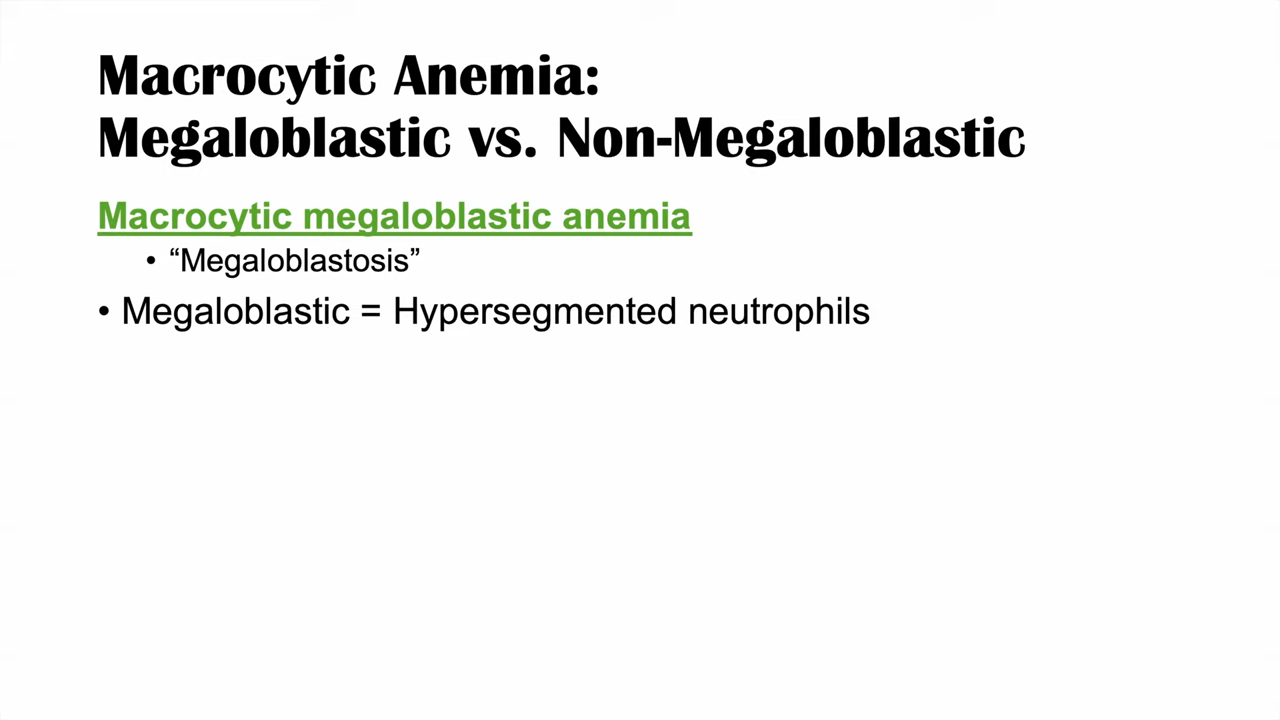 Macrocytic Anemia:
Megaloblastic vs. Non-Megaloblastic
Macrocytic megaloblastic anemia
• “Megaloblastosis”
• Megaloblastic = Hypersegmented neutrophils